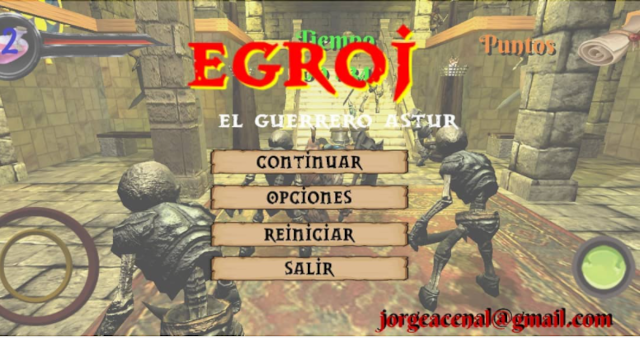 2
Tiempo
Puntos
EGROJ
EL GUERRERO ASTUR
CONTINUAR
OPCIONES
REINICIAR
SALIR
jorgeacenal@gmail.com